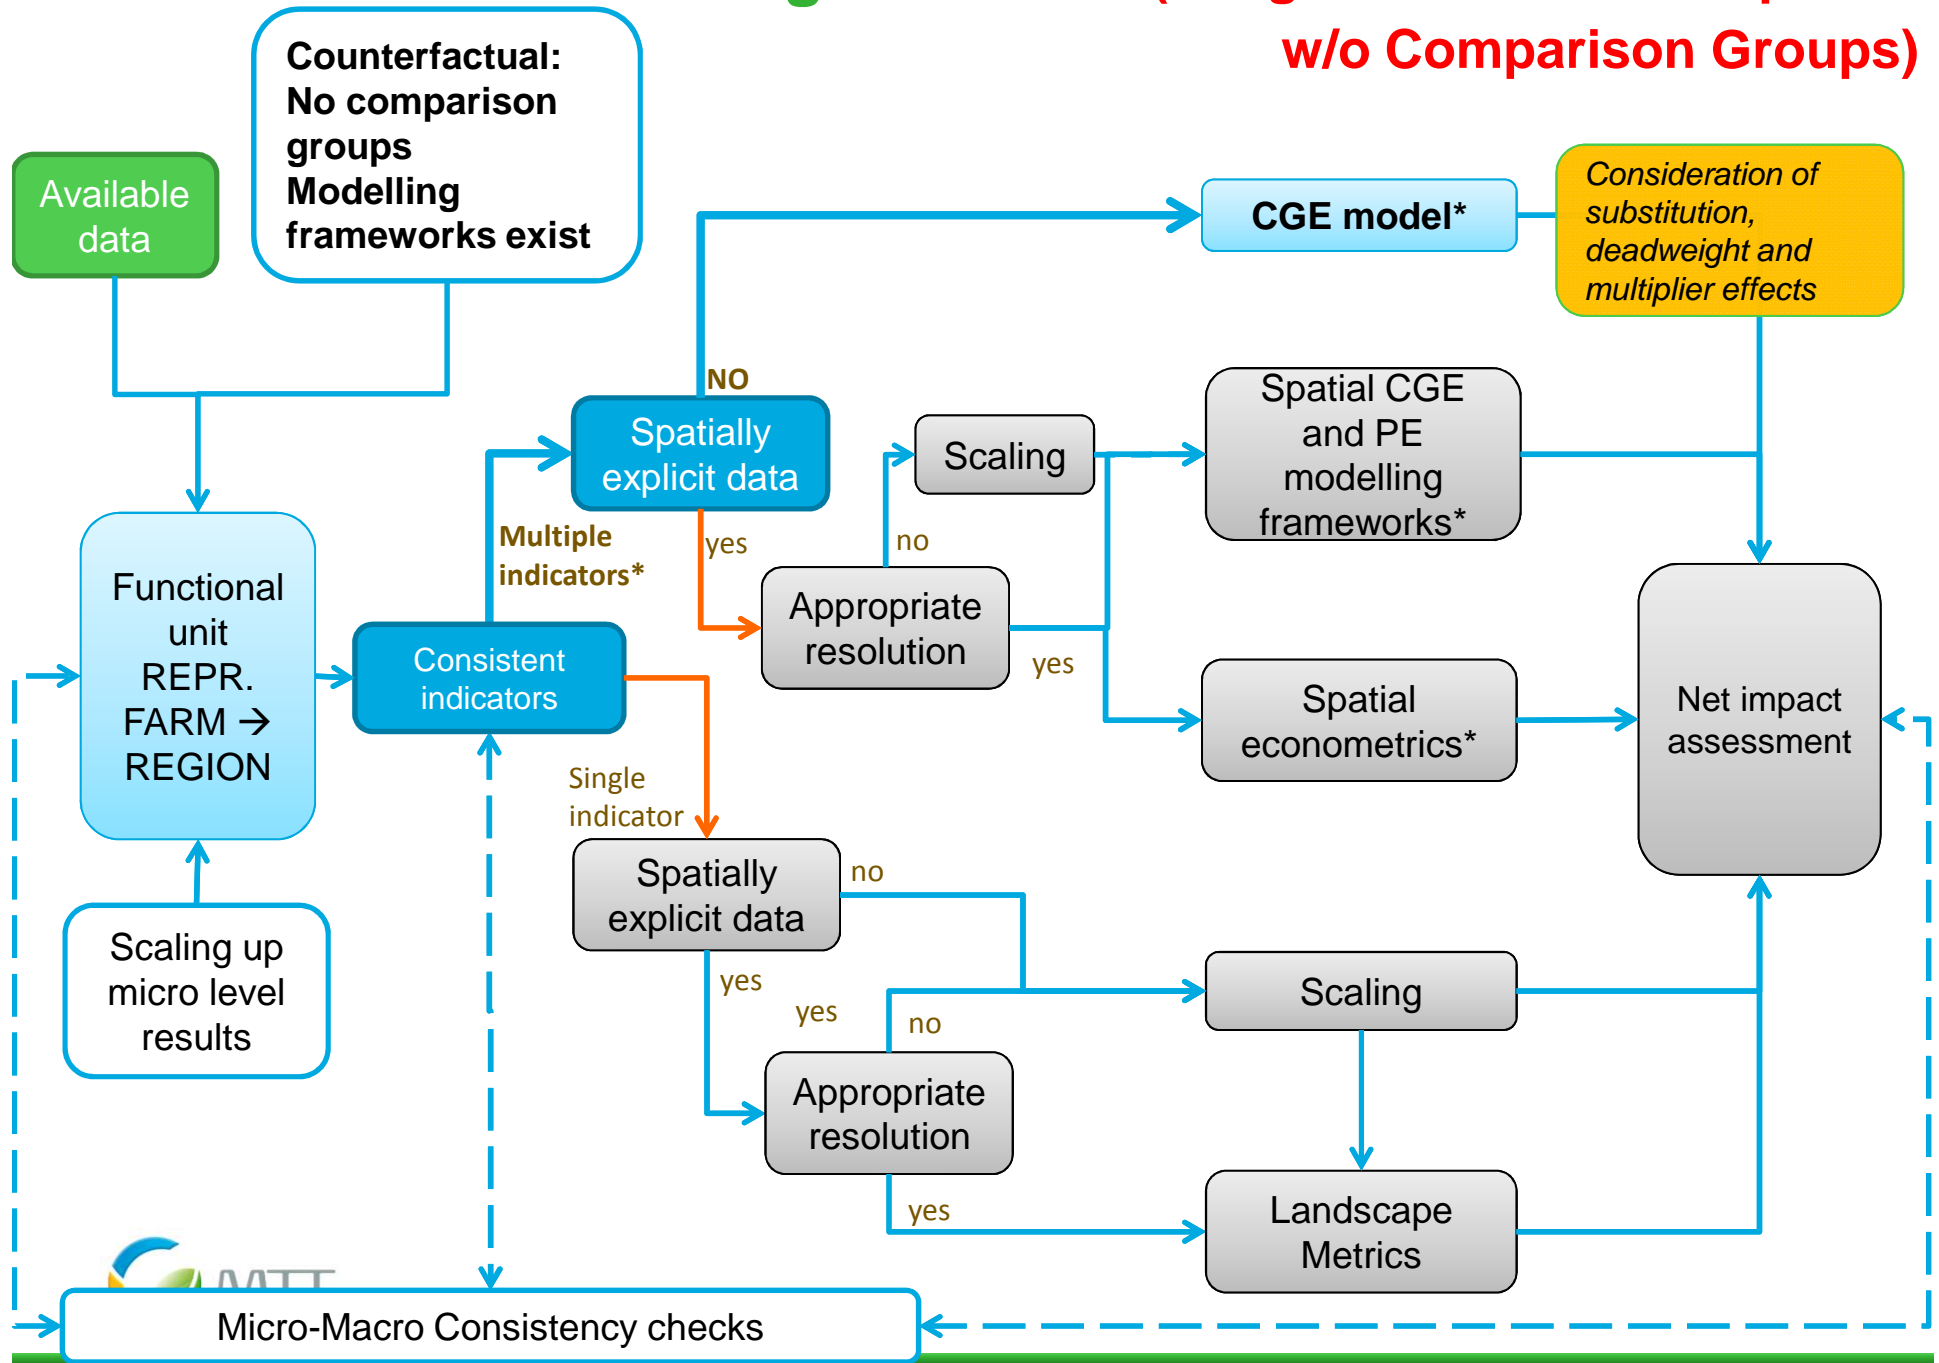 w/o Comparison Groups)
Counterfactual:
No comparison
groups
Modelling
frameworks exist
Available
data
CGE model*
Consideration of
substitution,
deadweight and
multiplier effects
NO
Spatially
explicit data
Scaling
Spatial CGE
and PE
modelling
frameworks*
Multiple
indicators*
yes
no
Appropriate
resolution
yes
Functional
unit
REPR.
FARM →
REGION
Consistent
indicators
Spatial
econometrics*
Net impact
assessment
Single
indicator
Spatially
explicit data
no
Scaling up
micro level
results
yes
yes
no
Scaling
Appropriate
resolution
yes
Landscape
Metrics
MTT
Micro-Macro Consistency checks